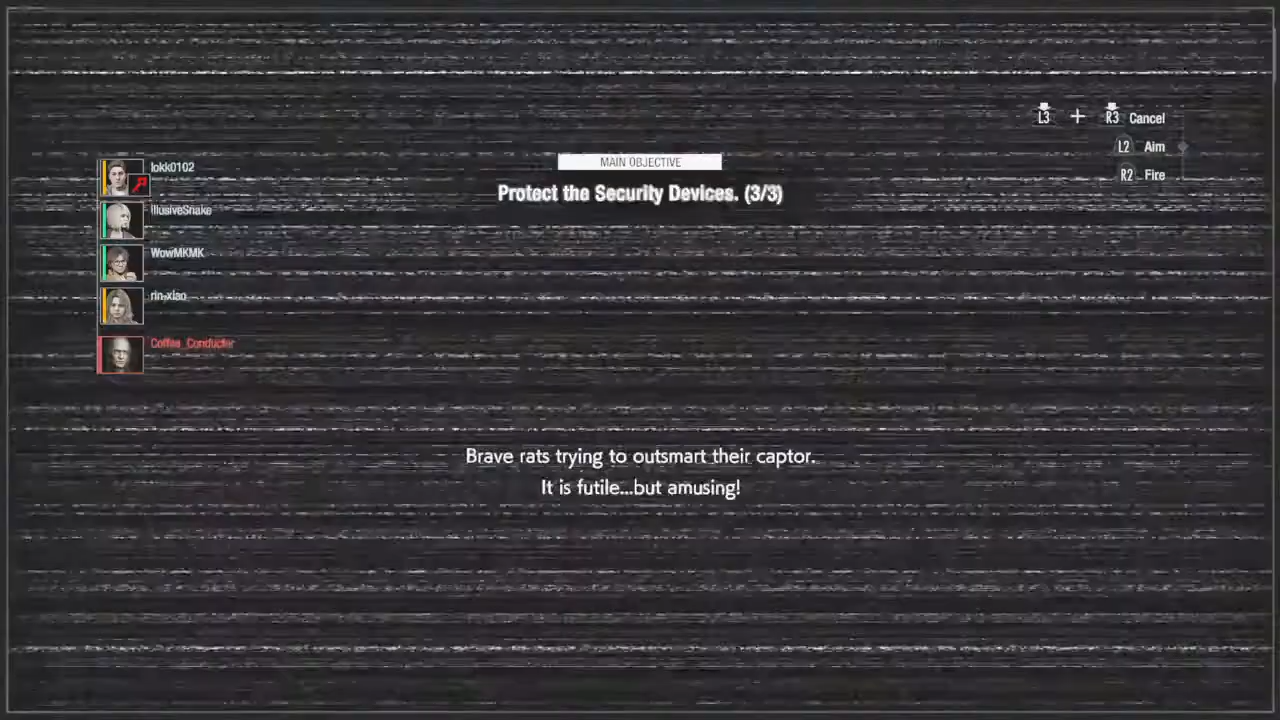 L3 + R3 Cancel
L2 Aim
R2 Fire
MAIN OBJECTIVE
Protect the Security Devices. (3/3)
lokk0102
IllusiveSnake
WowMKMK
rin-xiao
Coffee_Conducter
Brave rats trying to outsmart their captor.
It is futile...but amusing!